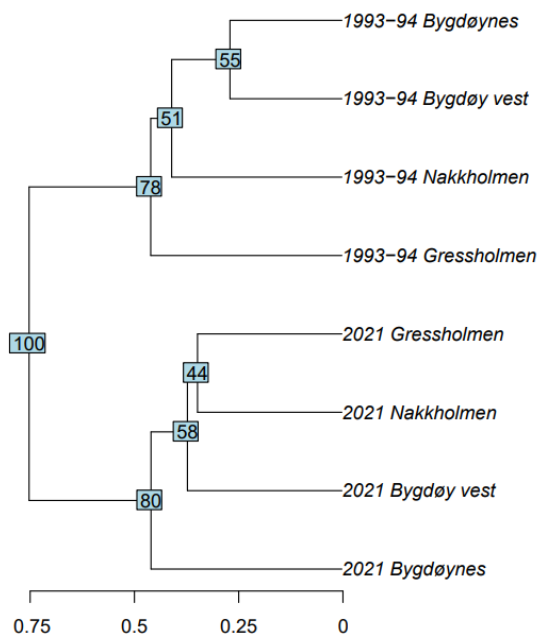 1993−94 Bygdøynes
55
1993−94 Bygdøy vest
51
1993−94 Nakkholmen
78
1993−94 Gressholmen
2021 Gressholmen
100
44
2021 Nakkholmen
58
2021 Bygdøy vest
80
2021 Bygdøynes
0.75 0.5 0.25 0